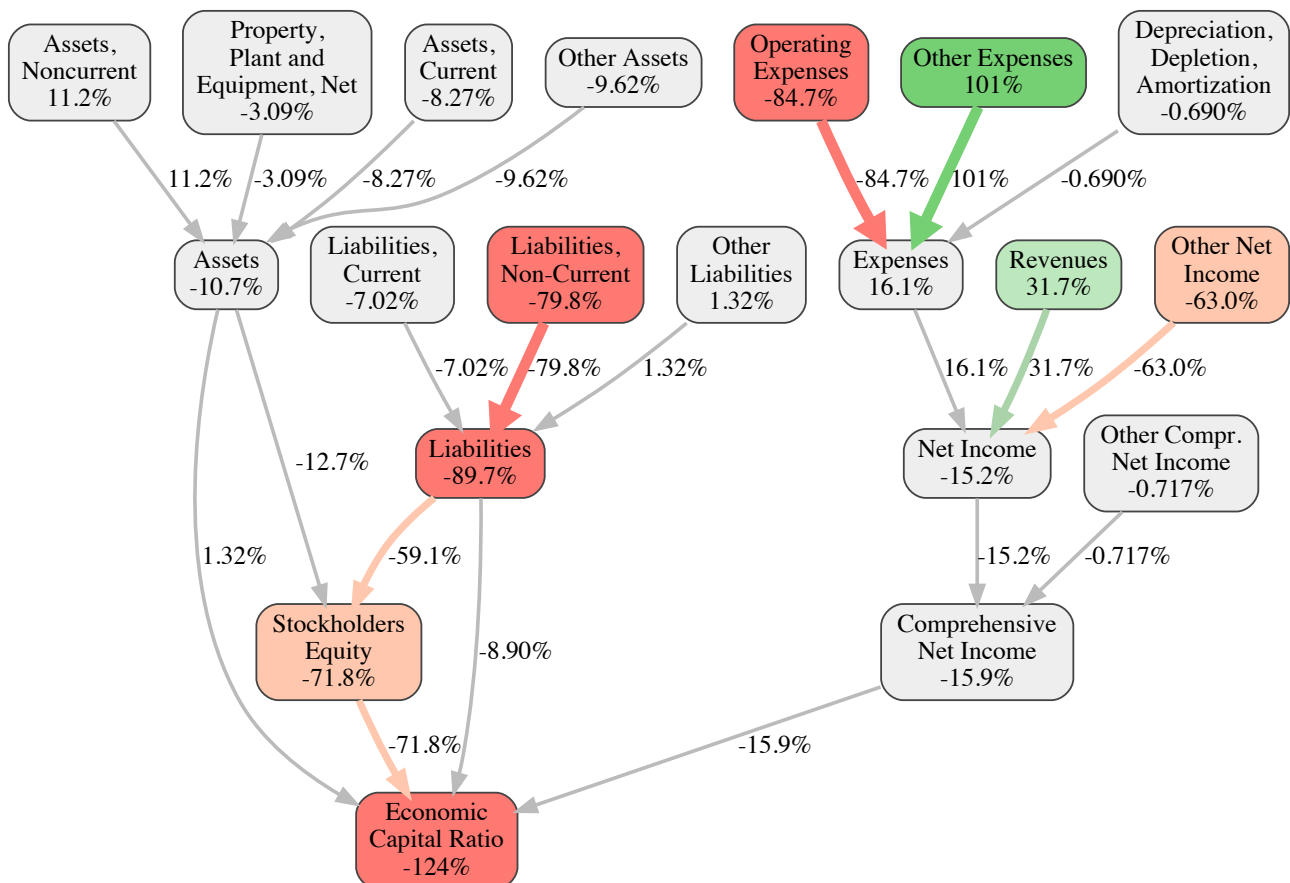 Assets,
Noncurrent
11.2%
Property,
Plant and
Equipment, Net
-3.09%
Assets,
Current
-8.27%
Other Assets
-9.62%
Operating
Expenses
-84.7%
Other Expenses
101%
Depreciation,
Depletion,
Amortization
-0.690%
11.2%
-3.09%
-8.27%
-9.62%
-84.7%
101%
-0.690%
Assets
-10.7%
Liabilities,
Current
-7.02%
Liabilities,
Non-Current
-79.8%
Other
Liabilities
1.32%
Expenses
16.1%
Revenues
31.7%
Other Net
Income
-63.0%
-7.02%
-79.8%
1.32%
16.1%
31.7%
-63.0%
Liabilities
-89.7%
Net Income
-15.2%
Other Compr.
Net Income
-0.717%
-12.7%
1.32%
-59.1%
-15.2%
-0.717%
Stockholders
Equity
-71.8%
-8.90%
Comprehensive
Net Income
-15.9%
-71.8%
-15.9%
Economic
Capital Ratio
-124%